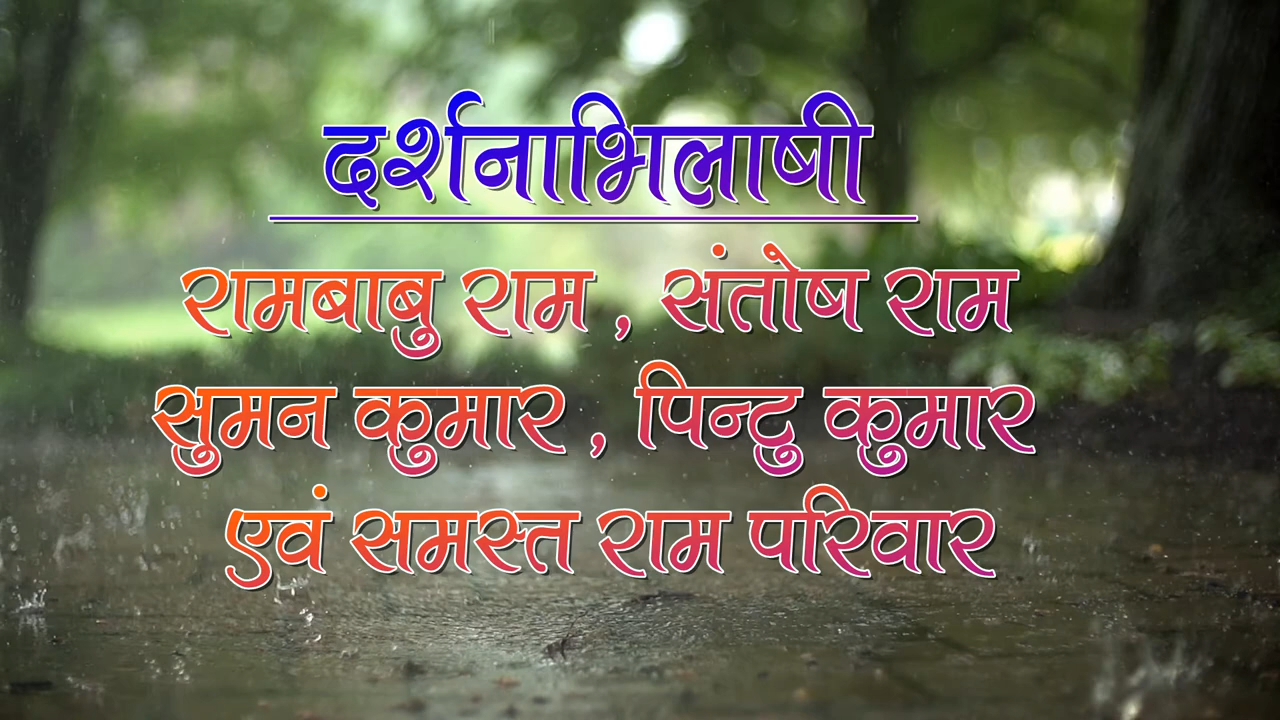 दर्शनाभिलाषी
रामबाबु राम , संतोष राम
सुमन कुमार , पिन्टु कुमार
एवं समस्त राम परिवार